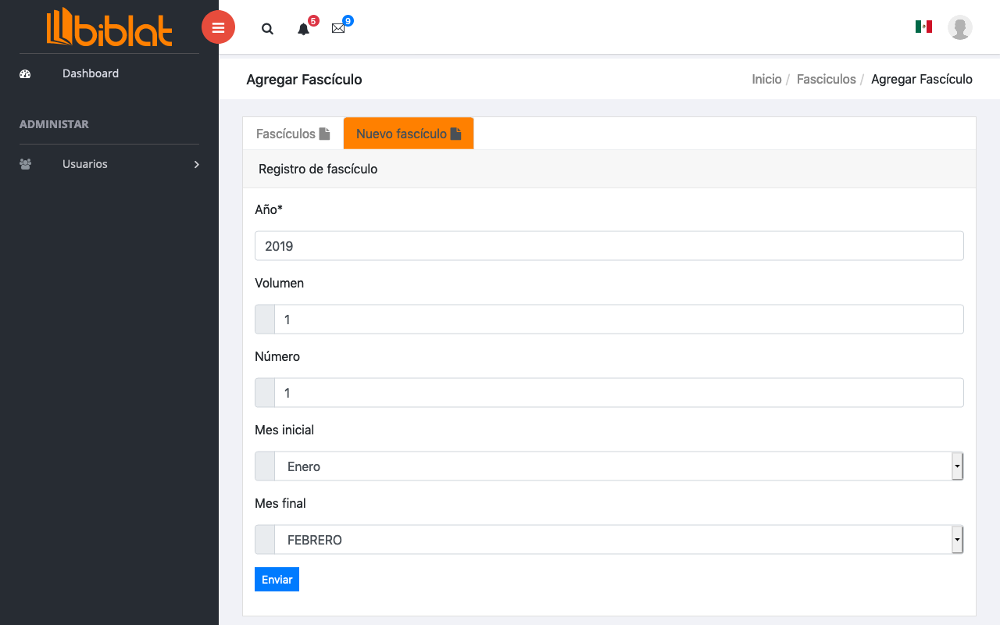 biblat
5
9
Dashboard
ADMINISTAR
Usuarios
Agregar Fascículo
Inicio / Fasciculos / Agregar Fascículo
Fascículos
Nuevo fascículo
Registro de fascículo
Año*
2019
Volumen
1
Número
1
Mes inicial
Enero
Mes final
FEBRERO
Enviar